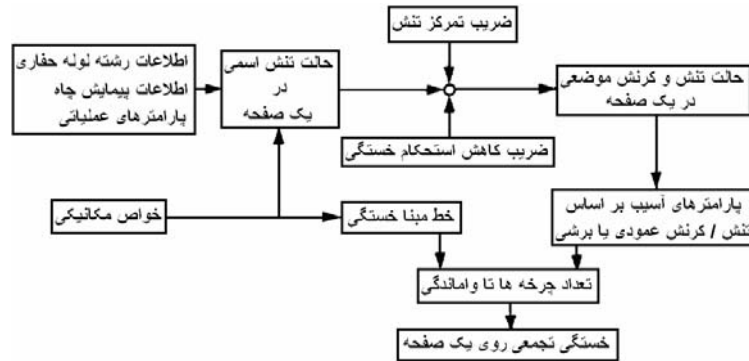 ضریب تمرکز تنش
اطلاعات رشته لوله حفاری
اطلاعات پیمایش چاه
پارامترهای عملیاتی
حالت تنش اسمی
در
یک صفحه
حالت تنش و کرنش موضعی
در یک صفحه
ضریب کاهش استحکام خستگی
خواص مکانیکی
خط مبنا خستگی
پارامترهای آسیب بر اساس
تنش / کرنش عمودی یا برشی
تعداد چرخه ها تا واماندگی
خستگی تجمعی روی یک صفحه